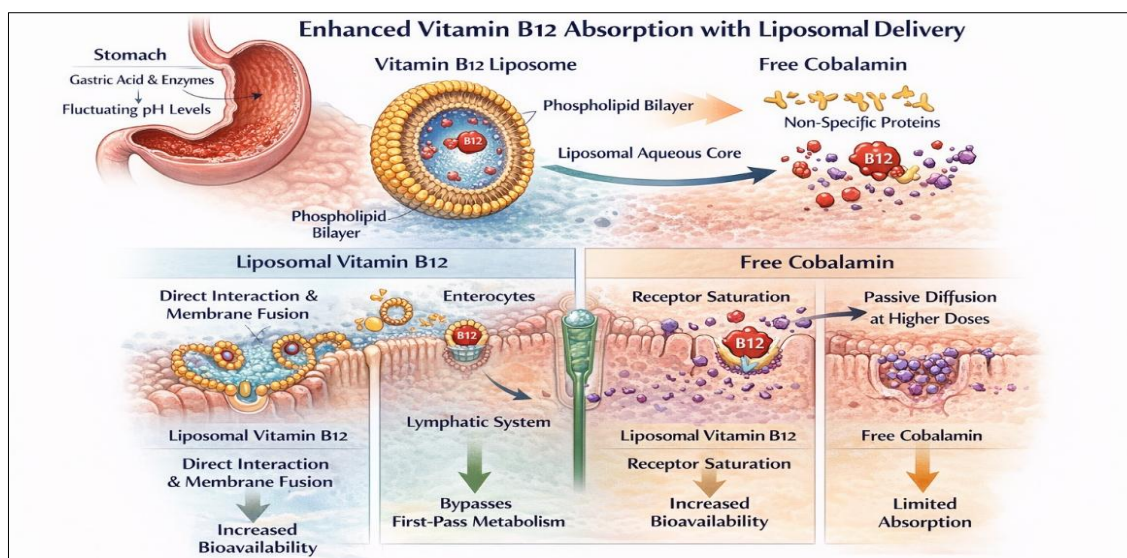 Enhanced Vitamin B12 Absorption with Liposomal Delivery
Stomach
Gastric Acid & Enzymes
Fluctuating pH Levels
Vitamin B12 Liposome
Phospholipid Bilayer
B12
Liposomal Aqueous Core
Phospholipid
Bilayer
Free Cobalamin
Non-Specific Proteins
B12
Liposomal Vitamin B12
Free Cobalamin
Direct Interaction &
Membrane Fusion
Enterocytes
B12
Lymphatic System
Receptor Saturation
B12
Passive Diffusion
at Higher Doses
Liposomal Vitamin B12
Direct Interaction
& Membrane Fusion
Increased
Bioavailability
Bypasses
First-Pass Metabolism
Liposomal Vitamin B12
Receptor Saturation
Increased
Bioavailability
Free Cobalamin
Limited
Absorption